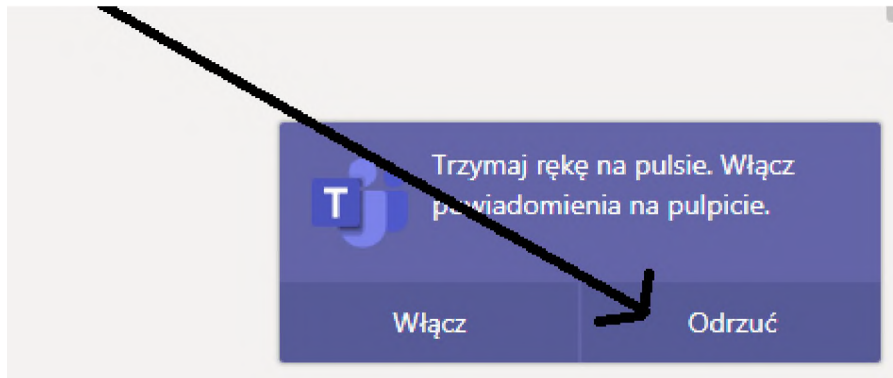 Trzymaj rękę na pulsie. Włącz
powiadomienia na pulpicie.
T
Włącz
Odrzuć